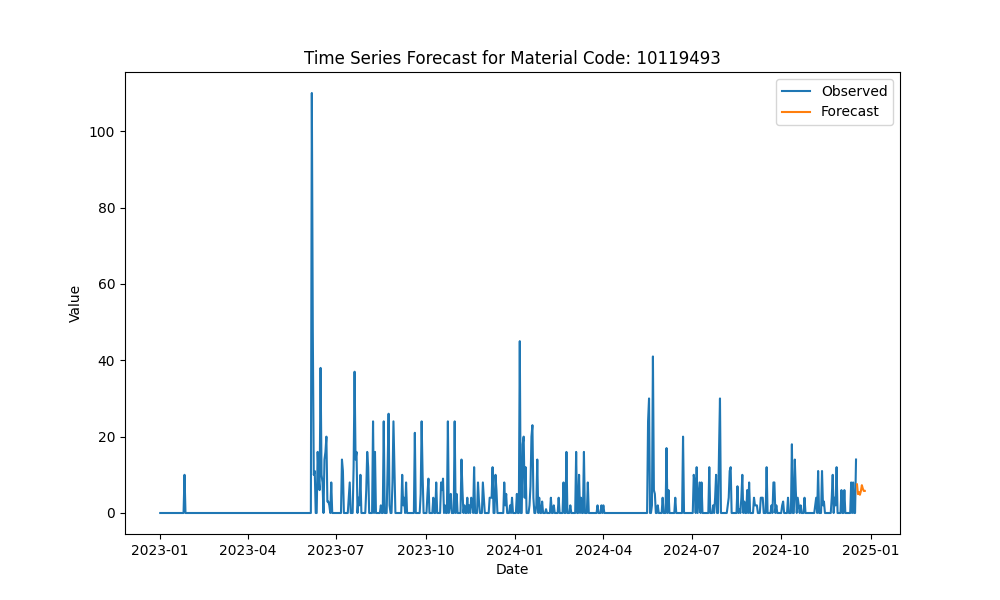 Time Series Forecast for Material Code: 10119493
Observed
Forecast
Value
100
80
60
40
20
0
2023-01 2023-04 2023-07 2023-10 2024-01 2024-04 2024-07 2024-10 2025-01
Date